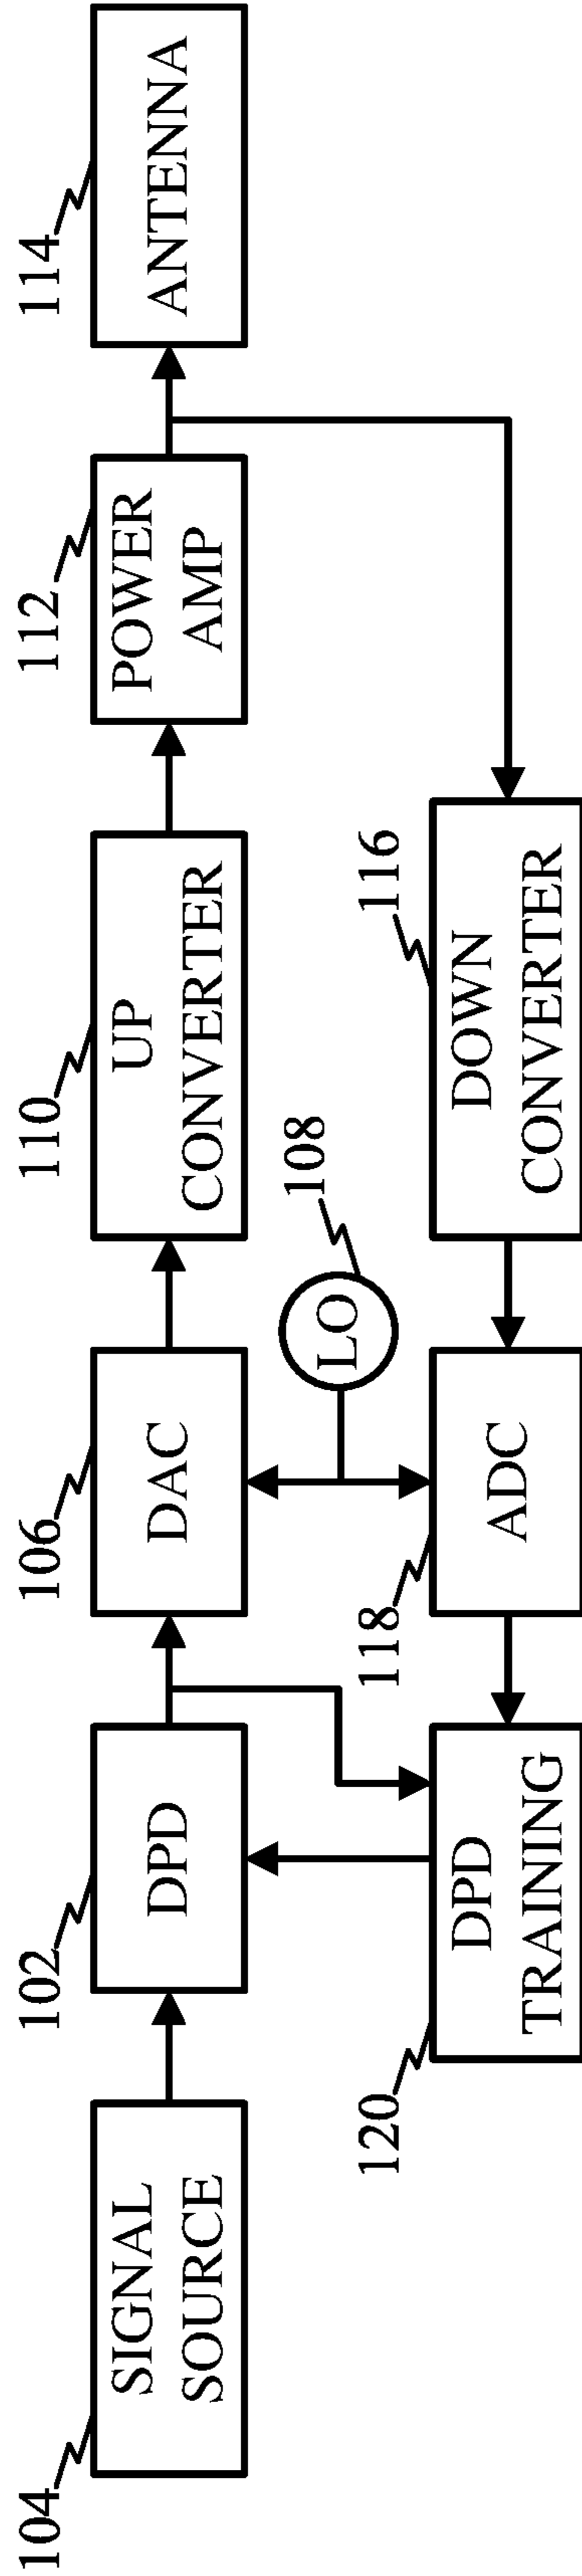 104
SIGNAL
SOURCE
102
DPD
106
DAC
110
UP
CONVERTER
112
POWER
AMP
114
ANTENNA
108
LO
120
DPD
TRAINING
118
ADC
116
DOWN
CONVERTER